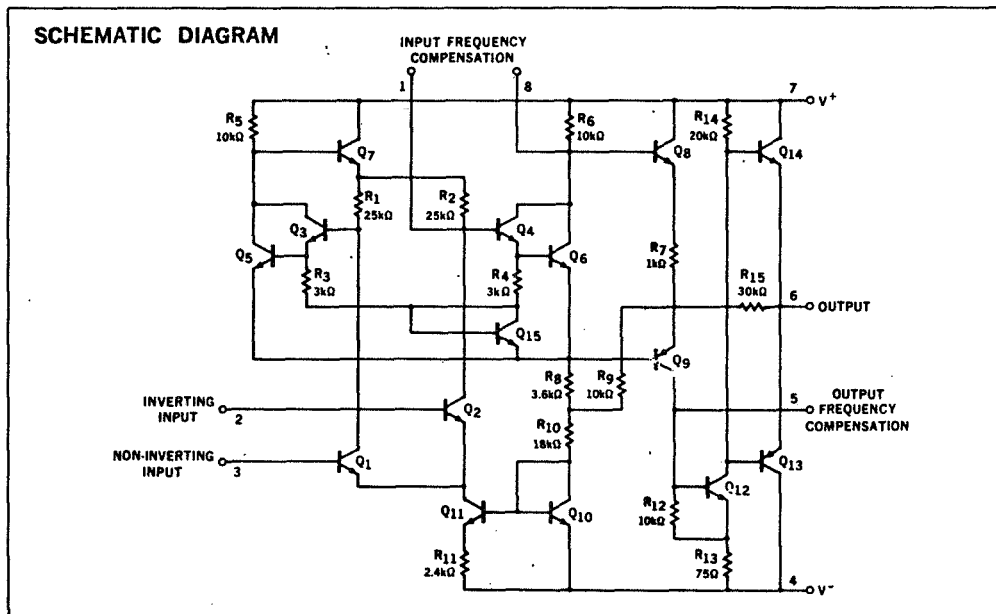 SCHEMATIC DIAGRAM
INPUT FREQUENCY
COMPENSATION
1
8
7
V+
R5
10kΩ
Q7
R6
10kΩ
Q8
R14
20kΩ
Q14
R1
25kΩ
R2
25kΩ
Q3
Q4
Q5
Q6
R3
3kΩ
R4
3kΩ
R7
1kΩ
R15
30kΩ
6
OUTPUT
Q15
Q9
R8
3.6kΩ
R9
10kΩ
INVERTING
INPUT
2
Q2
5
OUTPUT
FREQUENCY
COMPENSATION
R10
18kΩ
NON-INVERTING
INPUT
3
Q1
Q13
Q12
Q11
Q10
R12
10kΩ
R11
2.4kΩ
R13
75Ω
4
V-